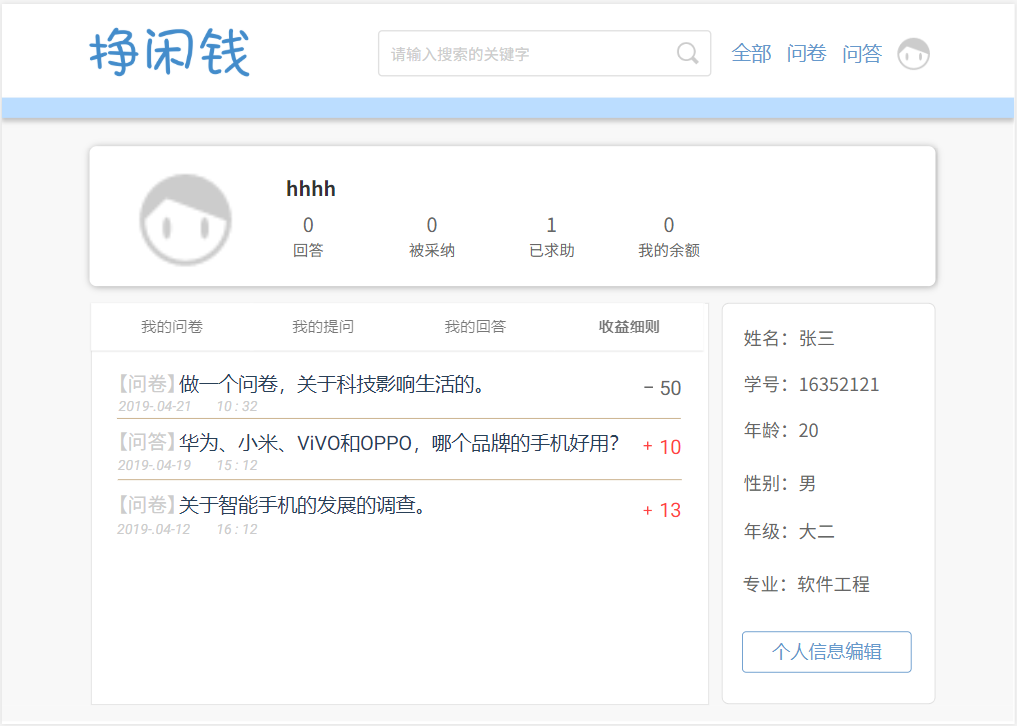 挣闲钱
请输入搜索的关键字
全部 问卷 问答
hhhh
0 0 1 0
回答 被采纳 已求助 我的余额
我的问卷 我的提问 我的回答 收益细则
【问卷】做一个问卷，关于科技影响生活的。 - 50
2019-.04-21 10 : 32
【问答】华为、小米、ViVO和OPPO，哪个品牌的手机好用？ + 10
2019-.04-19 15 : 12
【问卷】关于智能手机的发展的调查。 + 13
2019-.04-12 16 : 12
姓名：张三
学号：16352121
年龄：20
性别：男
年级：大二
专业：软件工程
个人信息编辑